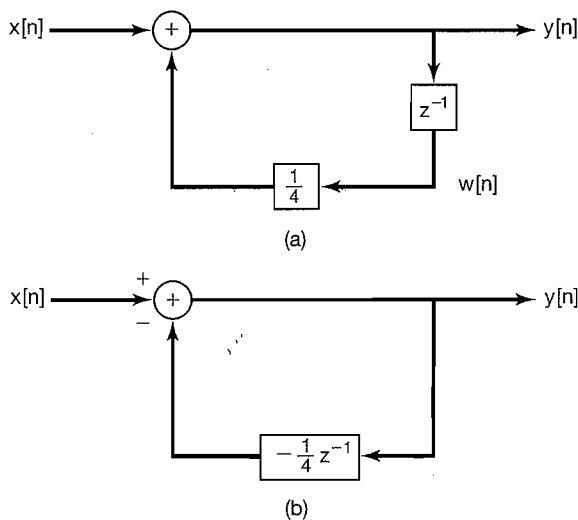 x[n] + y[n]
z⁻¹
1/4 w[n]
(a)
x[n] + + y[n]
−
− 1/4 z⁻¹
(b)